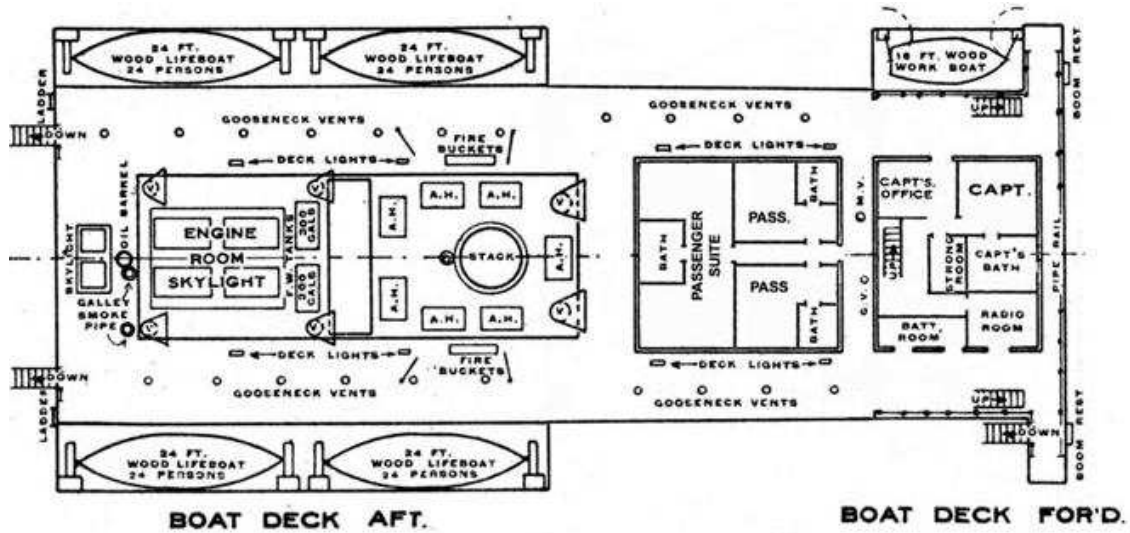 24 FT.
WOOD LIFEBOAT
24 PERSONS
24 FT.
WOOD LIFEBOAT
24 PERSONS
16 FT. WOOD
WORK BOAT
BOOM REST
LADDER
DOWN
GOOSENECK VENTS
GOOSENECK VENTS
UP
FIRE
BUCKETS
DECK LIGHTS
DECK LIGHTS
OIL BARREL
V
V
V
A.H.
A.H.
A.H.
ENGINE
ROOM
SKYLIGHT
F.W. TANKS
300
GALS
300
GALS
STACK
A.H.
A.H.
A.H.
A.H.
V
V
V
SKYLIGHT
GALLEY
SMOKE
PIPE
BATH
PASSENGER
SUITE
PASS.
BATH
PASS
BATH
M.V.
G.V.
CAPT'S.
OFFICE
CAPT.
UP
STRONG
ROOM
CAPT'S
BATH
RADIO
ROOM
BATT.
ROOM
PIPE RAIL
DECK LIGHTS
DECK LIGHTS
FIRE
BUCKETS
DOWN
LADDER
GOOSENECK VENTS
GOOSENECK VENTS
UP
DOWN
BOOM REST
24 FT.
WOOD LIFEBOAT
24 PERSONS
24 FT.
WOOD LIFEBOAT
24 PERSONS
BOAT DECK AFT.
BOAT DECK FOR'D.